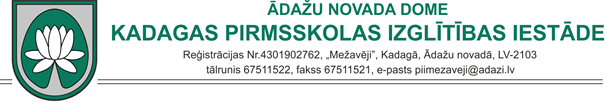 ĀDAŽU NOVADA DOME
KADAGAS PIRMSSKOLAS IZGLĪTĪBAS IESTĀDE
Reģistrācijas Nr.4301902762, „Mežavēji”, Kadagā, Ādažu novadā, LV-2103
tālrunis 67511522, fakss 67511521, e-pasts piimezaveji@adazi.lv